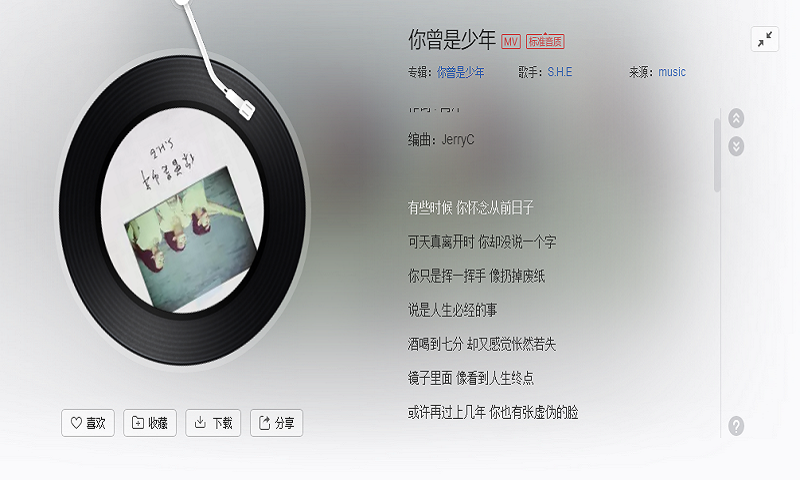 你曾是少年 MV 标准音质
专辑：你曾是少年 歌手：S.H.E 来源：music
编曲：JerryC
有些时候 你怀念从前日子
可天真离开时 你却没说一个字
你只是挥一挥手 像扔掉废纸
说是人生必经的事
酒喝到七分 却又感觉怅然若失
镜子里面 像看到人生终点
或许再过上几年 你也有张虚伪的脸
你曾是少年
S.H.E
喜欢 收藏 下载 分享